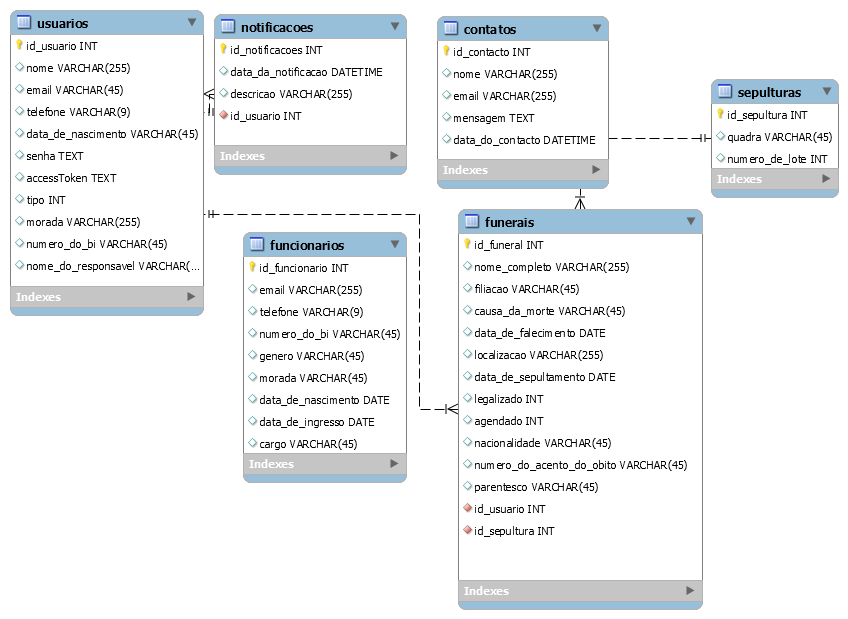 usuarios
id_usuario INT
nome VARCHAR(255)
email VARCHAR(45)
telefone VARCHAR(9)
data_de_nascimento VARCHAR(45)
senha TEXT
accessToken TEXT
tipo INT
morada VARCHAR(255)
numero_do_bi VARCHAR(45)
nome_do_responsavel VARCHAR(...
Indexes
notificacoes
id_notificacoes INT
data_da_notificacao DATETIME
descricao VARCHAR(255)
id_usuario INT
Indexes
contatos
id_contacto INT
nome VARCHAR(255)
email VARCHAR(255)
mensagem TEXT
data_do_contacto DATETIME
Indexes
sepulturas
id_sepultura INT
quadra VARCHAR(45)
numero_de_lote INT
Indexes
funcionarios
id_funcionario INT
email VARCHAR(255)
telefone VARCHAR(9)
numero_do_bi VARCHAR(45)
genero VARCHAR(45)
morada VARCHAR(45)
data_de_nascimento DATE
data_de_ingresso DATE
cargo VARCHAR(45)
Indexes
funerais
id_funeral INT
nome_completo VARCHAR(255)
filiacao VARCHAR(45)
causa_da_morte VARCHAR(45)
data_de_falecimento DATE
localizacao VARCHAR(255)
data_de_sepultamento DATE
legalizado INT
agendado INT
nacionalidade VARCHAR(45)
numero_do_acento_do_obito VARCHAR(45)
parentesco VARCHAR(45)
id_usuario INT
id_sepultura INT
Indexes